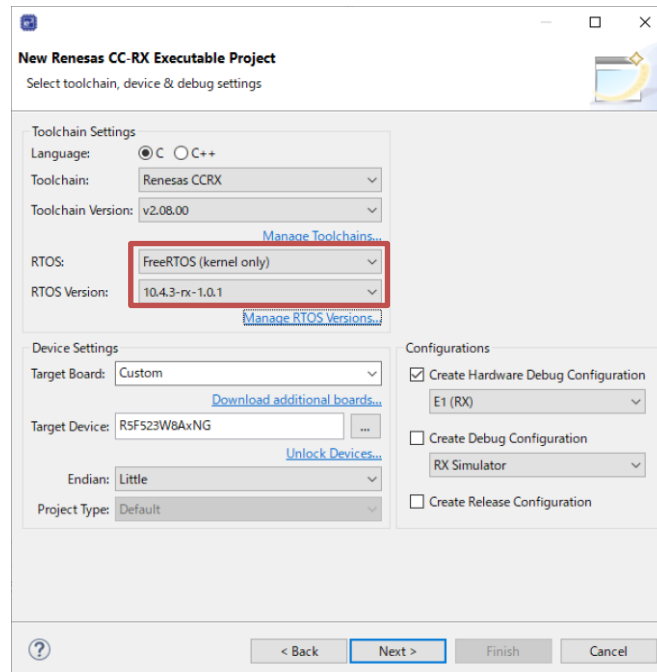 New Renesas CC-RX Executable Project
Select toolchain, device & debug settings
Toolchain Settings
Language: C C++
Toolchain: Renesas CCRX
Toolchain Version: v2.08.00
Manage Toolchains...
RTOS: FreeRTOS (kernel only)
RTOS Version: 10.4.3-rx-1.0.1
Manage RTOS Versions...
Device Settings
Target Board: Custom
Download additional boards...
Target Device: R5F523W8AxNG ...
Unlock Devices...
Endian: Little
Project Type: Default
Configurations
Create Hardware Debug Configuration
E1 (RX)
Create Debug Configuration
RX Simulator
Create Release Configuration
? < Back Next > Finish Cancel